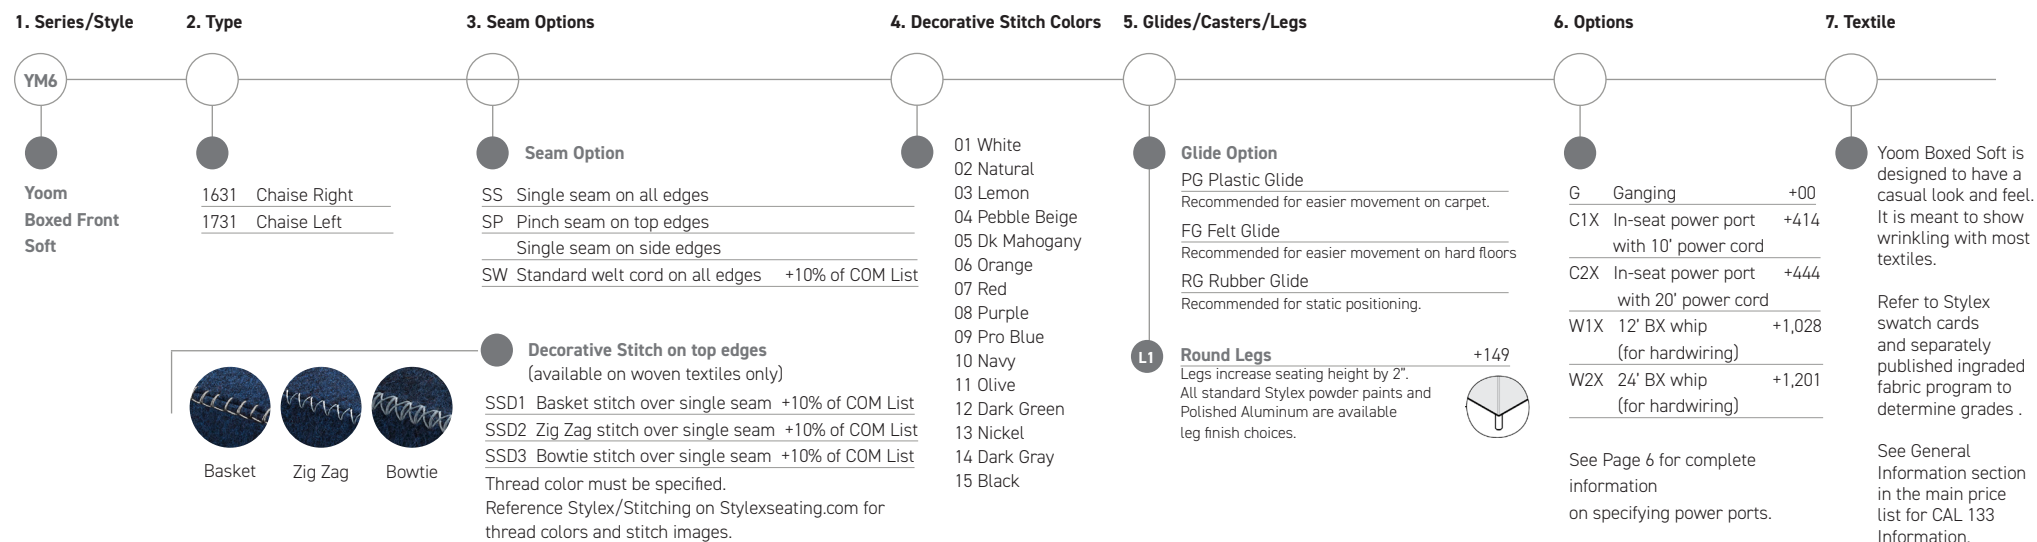 1. Series/Style
2. Type
3. Seam Options
4. Decorative Stitch Colors
5. Glides/Casters/Legs
6. Options
7. Textile
YM6
Yoom
Boxed Front
Soft
1631 Chaise Right
1731 Chaise Left
Seam Option
SS Single seam on all edges
SP Pinch seam on top edges
Single seam on side edges
SW Standard welt cord on all edges +10% of COM List
Decorative Stitch on top edges
(available on woven textiles only)
SSD1 Basket stitch over single seam +10% of COM List
SSD2 Zig Zag stitch over single seam +10% of COM List
SSD3 Bowtie stitch over single seam +10% of COM List
Thread color must be specified.
Reference Stylex/Stitching on Stylexseating.com for
thread colors and stitch images.
Basket
Zig Zag
Bowtie
01 White
02 Natural
03 Lemon
04 Pebble Beige
05 Dk Mahogany
06 Orange
07 Red
08 Purple
09 Pro Blue
10 Navy
11 Olive
12 Dark Green
13 Nickel
14 Dark Gray
15 Black
Glide Option
PG Plastic Glide
Recommended for easier movement on carpet.
FG Felt Glide
Recommended for easier movement on hard floors
RG Rubber Glide
Recommended for static positioning.
L1 Round Legs +149
Legs increase seating height by 2".
All standard Stylex powder paints and
Polished Aluminum are available
leg finish choices.
G Ganging +00
C1X In-seat power port +414
with 10' power cord
C2X In-seat power port +444
with 20' power cord
W1X 12' BX whip +1,028
(for hardwiring)
W2X 24' BX whip +1,201
(for hardwiring)
See Page 6 for complete
information
on specifying power ports.
Yoom Boxed Soft is
designed to have a
casual look and feel.
It is meant to show
wrinkling with most
textiles.
Refer to Stylex
swatch cards
and separately
published ingraded
fabric program to
determine grades .
See General
Information section
in the main price
list for CAL 133
Information.